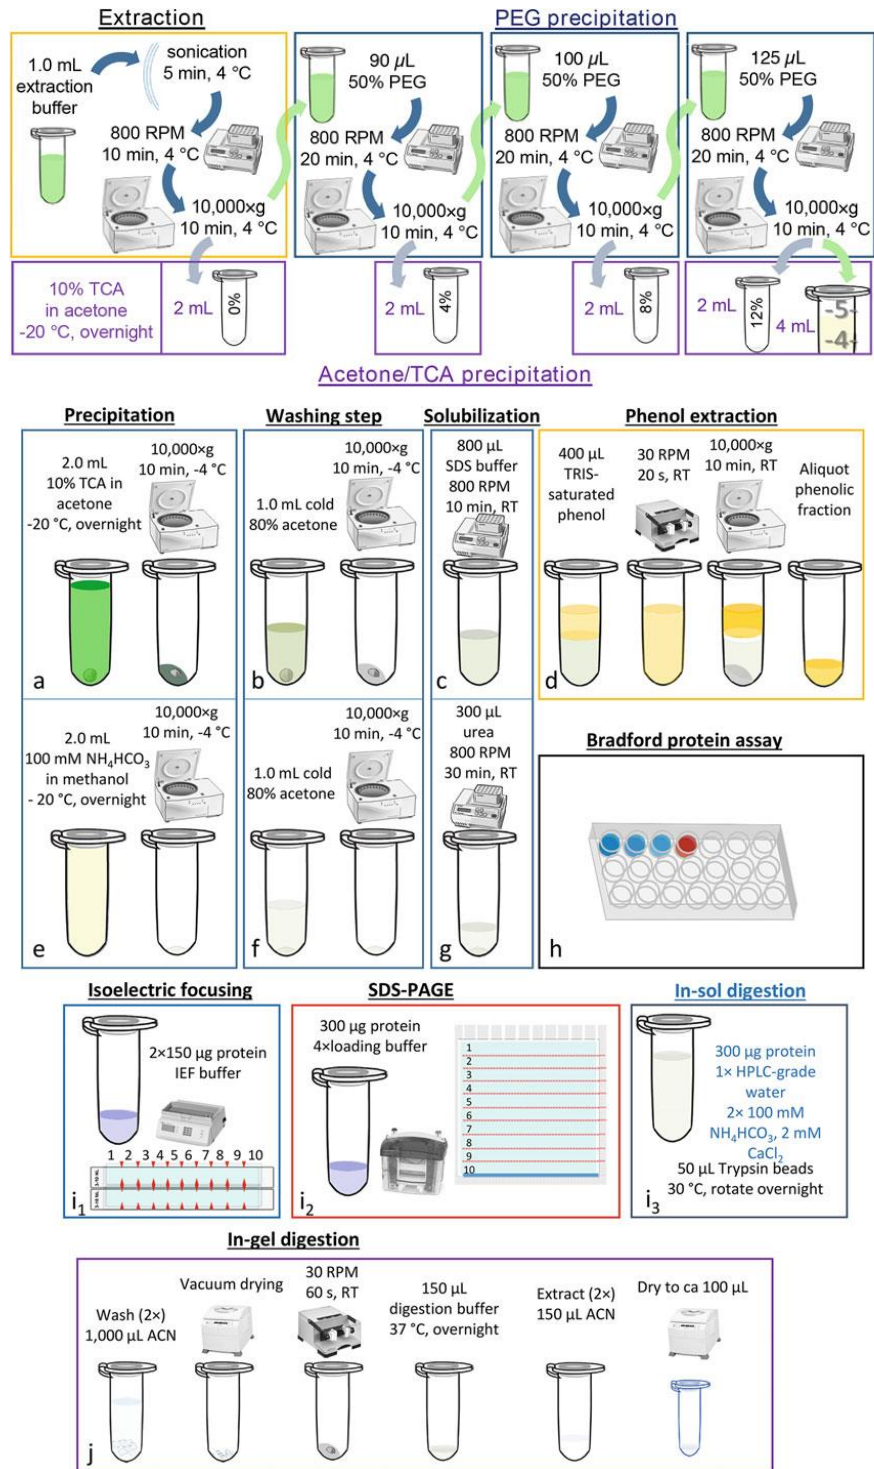 Extraction
PEG precipitation
1.0 mL
extraction
buffer
sonication
5 min, 4 °C
800 RPM
10 min, 4 °C
10,000×g
10 min, 4 °C
90 µL
50% PEG
800 RPM
20 min, 4 °C
10,000×g
10 min, 4 °C
100 µL
50% PEG
800 RPM
20 min, 4 °C
10,000×g
10 min, 4 °C
125 µL
50% PEG
800 RPM
20 min, 4 °C
10,000×g
10 min, 4 °C
10% TCA
in acetone
-20 °C, overnight
2 mL
0%
2 mL
4%
2 mL
8%
2 mL
12%
4 mL
-5-
-4-
Acetone/TCA precipitation
Precipitation
2.0 mL
10% TCA in
acetone
-20 °C, overnight
10,000×g
10 min, -4 °C
a
Washing step
10,000×g
10 min, -4 °C
1.0 mL cold
80% acetone
b
Solubilization
800 µL
SDS buffer
800 RPM
10 min, RT
c
Phenol extraction
400 µL
TRIS-
saturated
phenol
30 RPM
20 s, RT
10,000×g
10 min, RT
Aliquot
phenolic
fraction
d
2.0 mL
100 mM NH₄HCO₃
in methanol
- 20 °C, overnight
10,000×g
10 min, -4 °C
e
10,000×g
10 min, -4 °C
1.0 mL cold
80% acetone
f
300 µL
urea
800 RPM
30 min, RT
g
Bradford protein assay
h
Isoelectric focusing
2×150 µg protein
IEF buffer
1 2 3 4 5 6 7 8 9 10
i₁
SDS-PAGE
300 µg protein
4×loading buffer
1
2
3
4
5
6
7
8
9
10
i₂
In-sol digestion
300 µg protein
1× HPLC-grade
water
2× 100 mM
NH₄HCO₃, 2 mM
CaCl₂
50 µL Trypsin beads
30 °C, rotate overnight
i₃
In-gel digestion
Wash (2×)
1,000 µL ACN
Vacuum drying
30 RPM
60 s, RT
150 µL
digestion buffer
37 °C, overnight
Extract (2×)
150 µL ACN
Dry to ca 100 µL
j